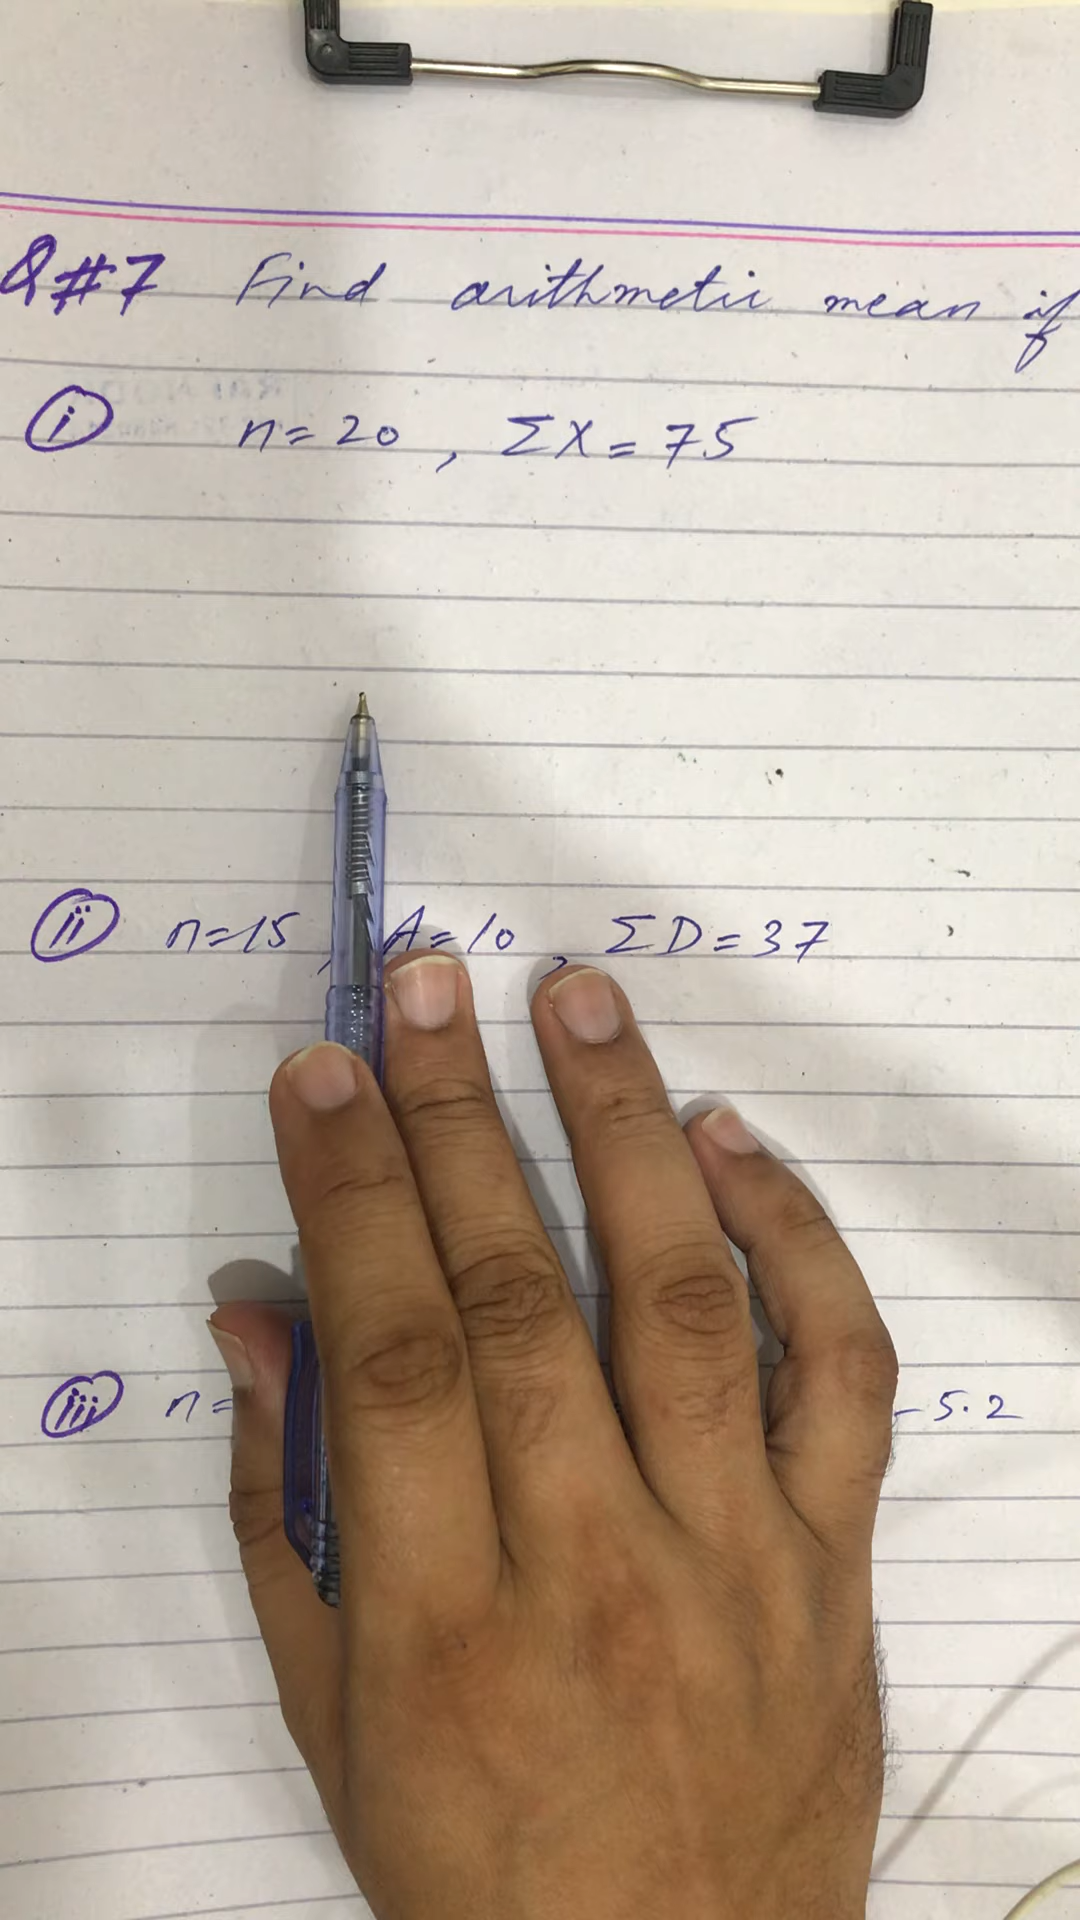 Q#7 Find arithmetic mean if
i n=20, ΣX=75
ii n=15, A=10, ΣD=37
iii n= -5.2